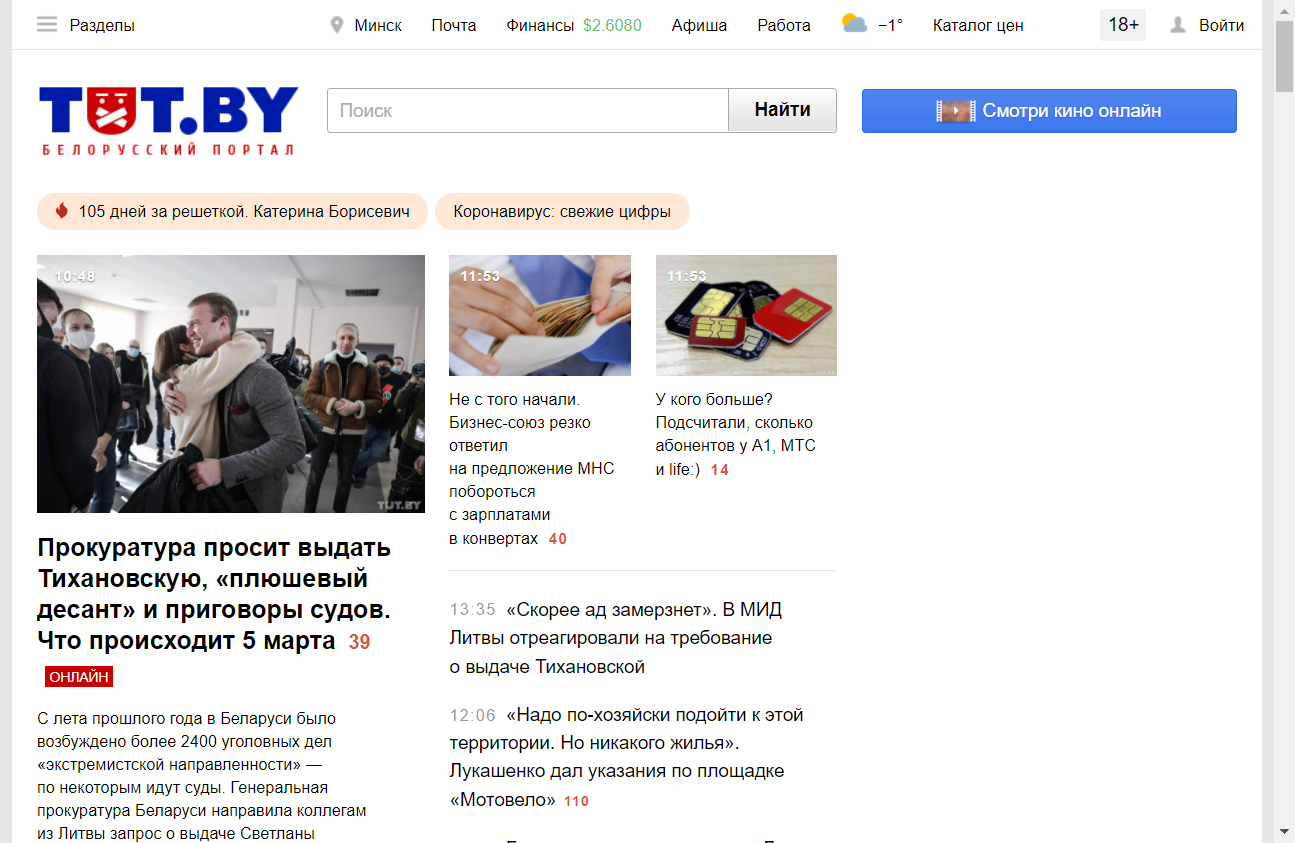 Разделы
Минск
Почта
Финансы $2.6080
Афиша
Работа
−1°
Каталог цен
18+
Войти
TUT.BY
БЕЛОРУССКИЙ ПОРТАЛ
Поиск
Найти
Смотри кино онлайн
105 дней за решеткой. Катерина Борисевич
Коронавирус: свежие цифры
10:48
TUT.BY
Прокуратура просит выдать
Тихановскую, «плюшевый
десант» и приговоры судов.
Что происходит 5 марта 39
ОНЛАЙН
С лета прошлого года в Беларуси было
возбуждено более 2400 уголовных дел
«экстремистской направленности» —
по некоторым идут суды. Генеральная
прокуратура Беларуси направила коллегам
из Литвы запрос о выдаче Светланы
11:53
Не с того начали.
Бизнес-союз резко
ответил
на предложение МНС
побороться
с зарплатами
в конвертах 40
11:53
У кого больше?
Подсчитали, сколько
абонентов у А1, МТС
и life:) 14
13:35 «Скорее ад замерзнет». В МИД
Литвы отреагировали на требование
о выдаче Тихановской
12:06 «Надо по-хозяйски подойти к этой
территории. Но никакого жилья».
Лукашенко дал указания по площадке
«Мотовело» 110